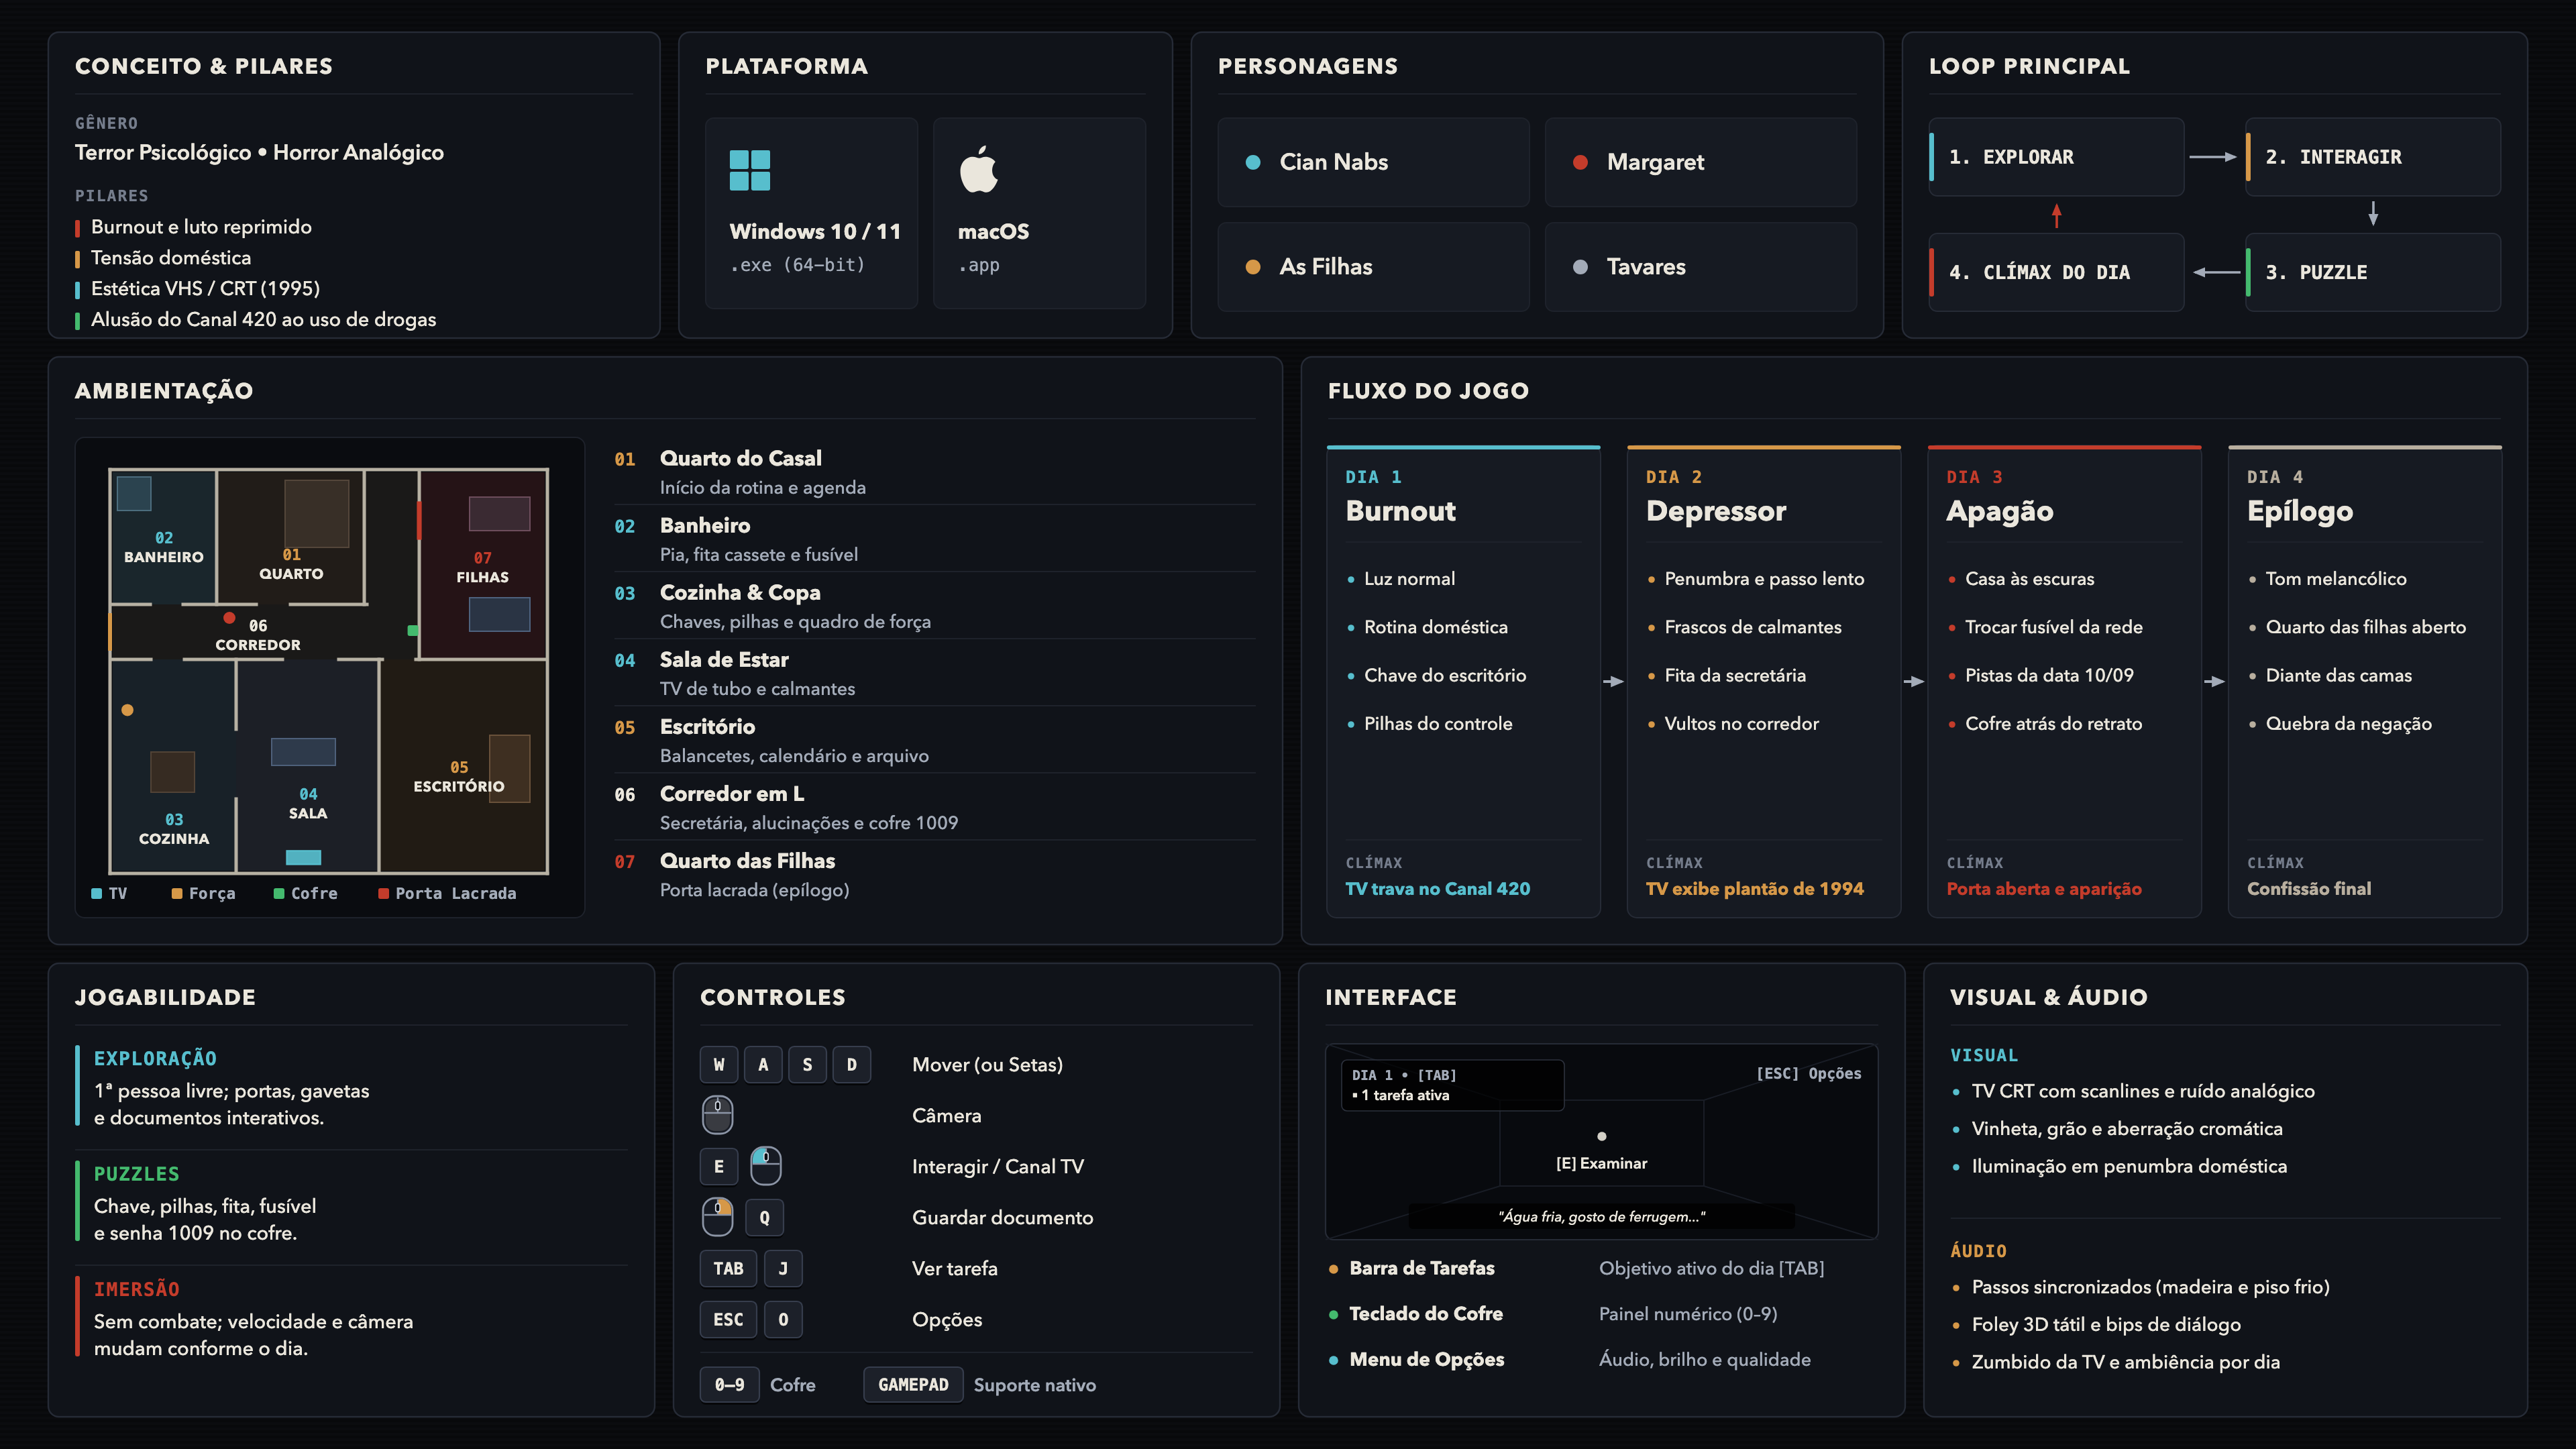 CONCEITO & PILARES
GÊNERO
Terror Psicológico • Horror Analógico
PILARES
Burnout e luto reprimido
Tensão doméstica
Estética VHS / CRT (1995)
Alusão do Canal 420 ao uso de drogas
PLATAFORMA
Windows 10 / 11
.exe (64-bit)
macOS
.app
PERSONAGENS
Cian Nabs
Margaret
As Filhas
Tavares
LOOP PRINCIPAL
1. EXPLORAR
2. INTERAGIR
4. CLÍMAX DO DIA
3. PUZZLE
AMBIENTAÇÃO
02
BANHEIRO
01
QUARTO
07
FILHAS
06
CORREDOR
03
COZINHA
04
SALA
05
ESCRITÓRIO
TV
Força
Cofre
Porta Lacrada
01 Quarto do Casal
Início da rotina e agenda
02 Banheiro
Pia, fita cassete e fusível
03 Cozinha & Copa
Chaves, pilhas e quadro de força
04 Sala de Estar
TV de tubo e calmantes
05 Escritório
Balancetes, calendário e arquivo
06 Corredor em L
Secretária, alucinações e cofre 1009
07 Quarto das Filhas
Porta lacrada (epílogo)
FLUXO DO JOGO
DIA 1
Burnout
• Luz normal
• Rotina doméstica
• Chave do escritório
• Pilhas do controle
CLÍMAX
TV trava no Canal 420
DIA 2
Depressor
• Penumbra e passo lento
• Frascos de calmantes
• Fita da secretária
• Vultos no corredor
CLÍMAX
TV exibe plantão de 1994
DIA 3
Apagão
• Casa às escuras
• Trocar fusível da rede
• Pistas da data 10/09
• Cofre atrás do retrato
CLÍMAX
Porta aberta e aparição
DIA 4
Epílogo
• Tom melancólico
• Quarto das filhas aberto
• Diante das camas
• Quebra da negação
CLÍMAX
Confissão final
JOGABILIDADE
EXPLORAÇÃO
1ª pessoa livre; portas, gavetas
e documentos interativos.
PUZZLES
Chave, pilhas, fita, fusível
e senha 1009 no cofre.
IMERSÃO
Sem combate; velocidade e câmera
mudam conforme o dia.
CONTROLES
W A S D Mover (ou Setas)
Câmera
E Interagir / Canal TV
Q Guardar documento
TAB J Ver tarefa
ESC O Opções
0–9 Cofre GAMEPAD Suporte nativo
INTERFACE
DIA 1 • [TAB]
▪ 1 tarefa ativa
[ESC] Opções
[E] Examinar
"Água fria, gosto de ferrugem..."
• Barra de Tarefas Objetivo ativo do dia [TAB]
• Teclado do Cofre Painel numérico (0–9)
• Menu de Opções Áudio, brilho e qualidade
VISUAL & ÁUDIO
VISUAL
• TV CRT com scanlines e ruído analógico
• Vinheta, grão e aberração cromática
• Iluminação em penumbra doméstica
ÁUDIO
• Passos sincronizados (madeira e piso frio)
• Foley 3D tátil e bips de diálogo
• Zumbido da TV e ambiência por dia